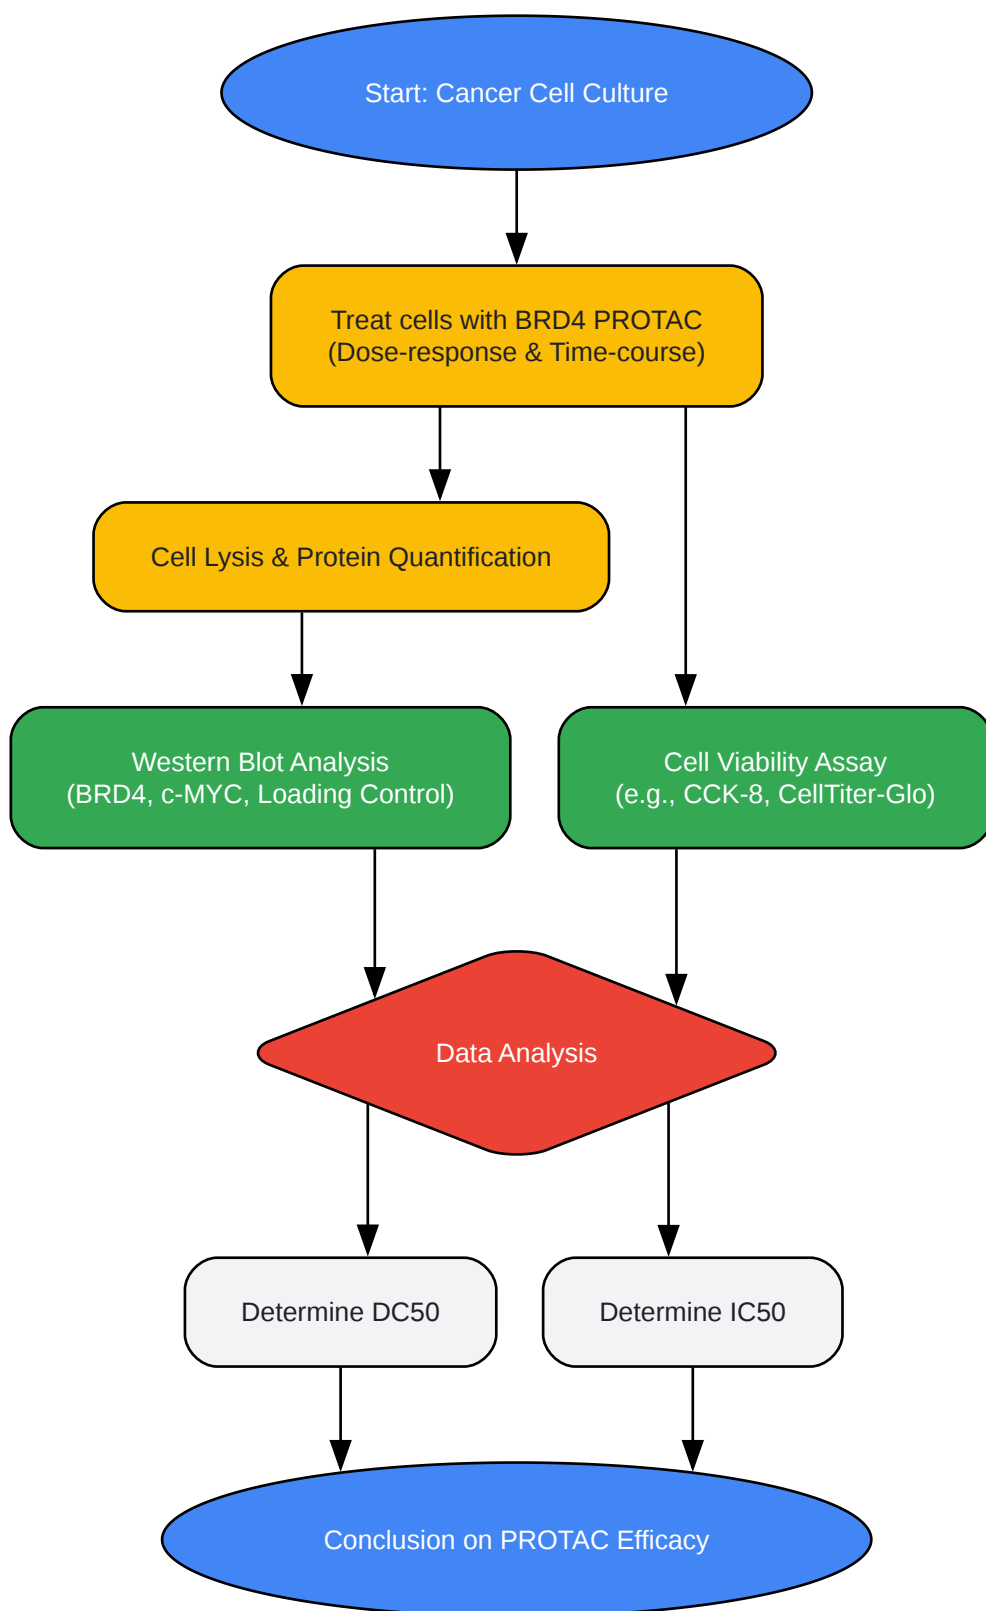 Start: Cancer Cell Culture
Treat cells with BRD4 PROTAC
(Dose-response & Time-course)
Cell Lysis & Protein Quantification
Western Blot Analysis
(BRD4, c-MYC, Loading Control)
Cell Viability Assay
(e.g., CCK-8, CellTiter-Glo)
Data Analysis
Determine DC50
Determine IC50
Conclusion on PROTAC Efficacy